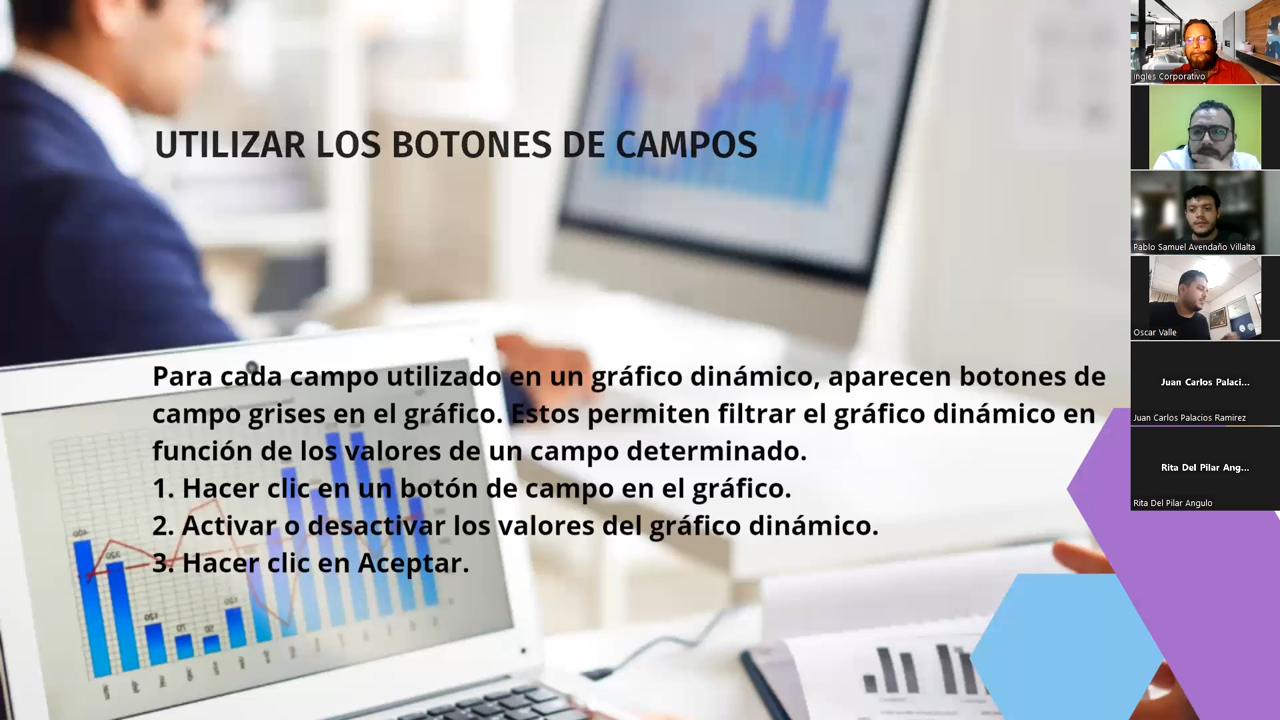 UTILIZAR LOS BOTONES DE CAMPOS
Para cada campo utilizado en un gráfico dinámico, aparecen botones de
campo grises en el gráfico. Estos permiten filtrar el gráfico dinámico en
función de los valores de un campo determinado.
1. Hacer clic en un botón de campo en el gráfico.
2. Activar o desactivar los valores del gráfico dinámico.
3. Hacer clic en Aceptar.
Ingles Corporativo
Pablo Samuel Avendaño Villalta
Oscar Valle
Juan Carlos Palaci...
Juan Carlos Palacios Ramirez
Rita Del Pilar Ang...
Rita Del Pilar Angulo